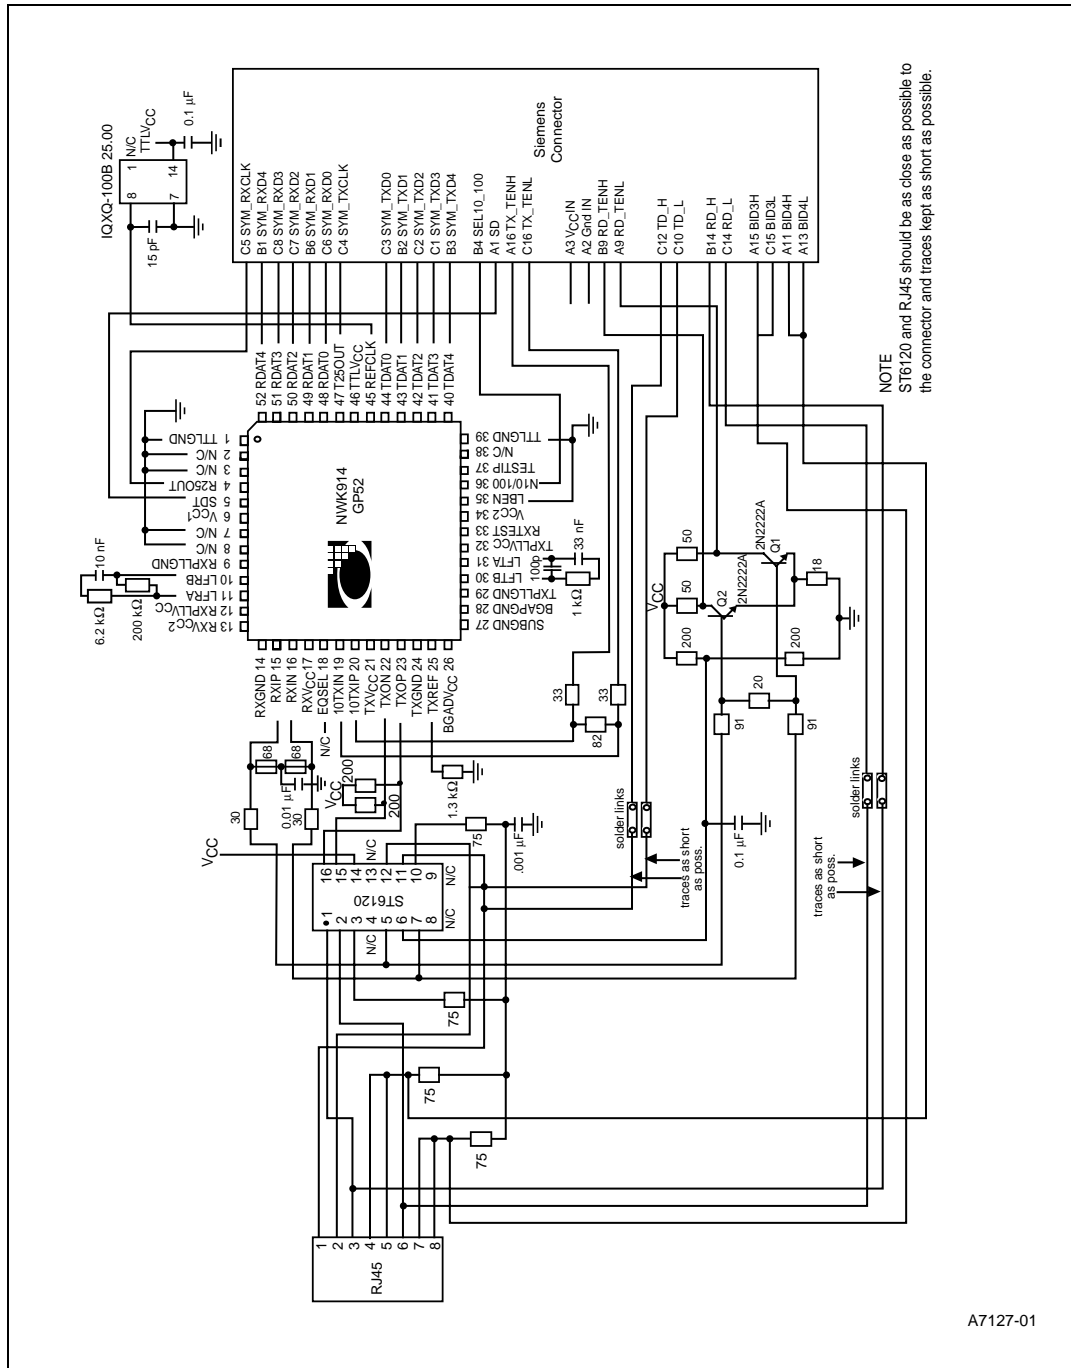 IQXQ-100B 25.00
8
1
N/C
TTLVCC
7
14
15 pF
0.1 µF
Siemens
Connector
C5 SYM_RXCLK
B1 SYM_RXD4
C8 SYM_RXD3
C7 SYM_RXD2
B6 SYM_RXD1
C6 SYM_RXD0
C4 SYM_TXCLK
C3 SYM_TXD0
B2 SYM_TXD1
C2 SYM_TXD2
C1 SYM_TXD3
B3 SYM_TXD4
B4 SEL10_100
A1 SD
A16 TX_TENH
C16 TX_TENL
A3 VCCIN
A2 Gnd IN
B9 RD_TENH
A9 RD_TENL
C12 TD_H
C10 TD_L
B14 RD_H
C14 RD_L
A15 BID3H
C15 BID3L
A11 BID4H
A13 BID4L
52 RDAT4
51 RDAT3
50 RDAT2
49 RDAT1
48 RDAT0
47 T25OUT
46 TTLVCC
45 REFCLK
44 TDAT0
43 TDAT1
42 TDAT2
41 TDAT3
40 TDAT4
1 TTLGND
2 N/C
3 N/C
4 R25OUT
5 SDT
6 VCC1
7 N/C
8 N/C
9 RXPLLGND
10 LFRB
11 LFRA
12 RXPLLVCC
13 RXVCC2
10 nF
6.2 kΩ
200 kΩ
NWK914
GP52
TTLGND 39
N/C 38
TESTIP 37
N10/100 36
LBEN 35
VCC2 34
RXTEST 33
TXPLLVCC 32
LFTA 31
LFTB 30
TXPLLGND 29
BGAPGND 28
SUBGND 27
100p
33 nF
1 kΩ
RXGND 14
RXIP 15
RXIN 16
RXVCC17
EQSEL 18
10TXIN 19
10TXIP 20
TXVCC 21
TXON 22
TXOP 23
TXGND 24
TXREF 25
BGADVCC 26
N/C
68
68
30
0.01 µF
30
VCC
200
200
1.3 kΩ
33
33
82
VCC
50
50
200
200
Q2
2N2222A
Q1
2N2222A
18
20
91
91
VCC
16
15
14
13
12
11
10
9
N/C
N/C
ST6120
1
2
3
4
5
6
7
8
N/C
N/C
75
.001 µF
75
75
75
solder links
traces as short
as poss.
0.1 µF
solder links
traces as short
as poss.
1
2
3
4
5
6
7
8
RJ45
NOTE
ST6120 and RJ45 should be as close as possible to
the connector and traces kept as short as possible.
A7127-01